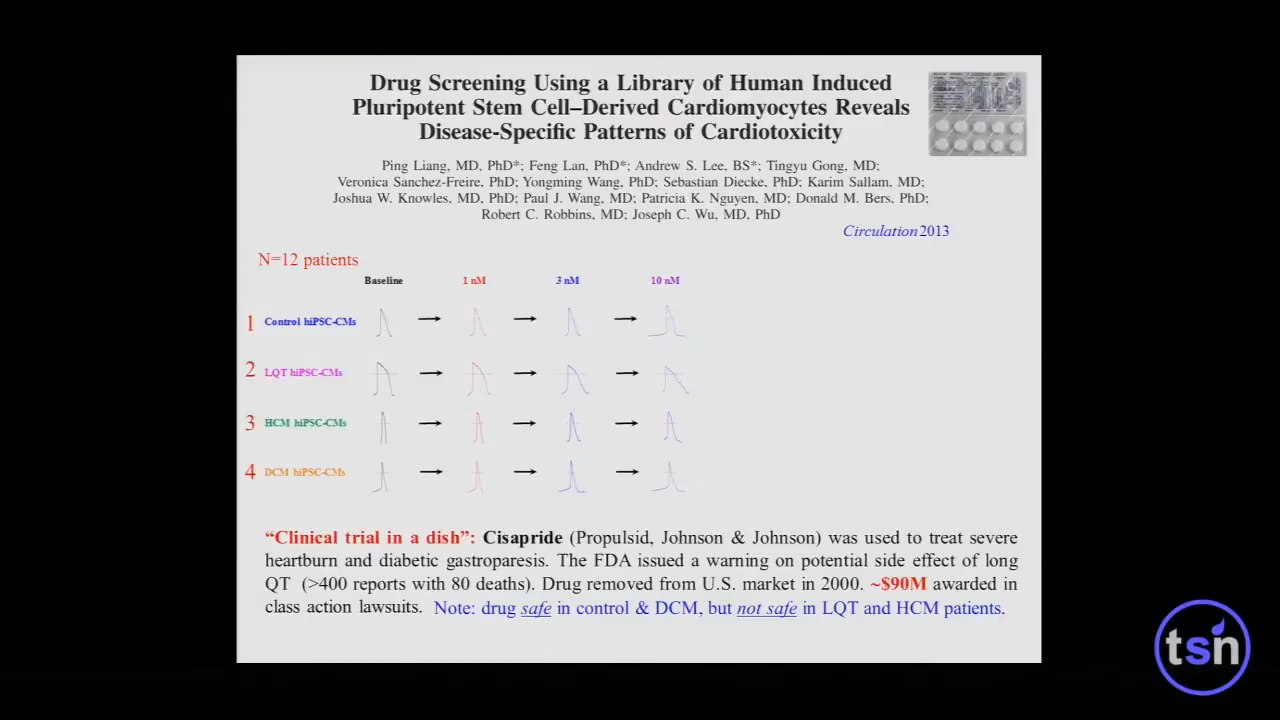 Drug Screening Using a Library of Human Induced
Pluripotent Stem Cell–Derived Cardiomyocytes Reveals
Disease-Specific Patterns of Cardiotoxicity
Ping Liang, MD, PhD*; Feng Lan, PhD*; Andrew S. Lee, BS*; Tingyu Gong, MD;
Veronica Sanchez-Freire, PhD; Yongming Wang, PhD; Sebastian Diecke, PhD; Karim Sallam, MD;
Joshua W. Knowles, MD, PhD; Paul J. Wang, MD; Patricia K. Nguyen, MD; Donald M. Bers, PhD;
Robert C. Robbins, MD; Joseph C. Wu, MD, PhD
Circulation 2013
N=12 patients
Baseline 1 nM 3 nM 10 nM
1 Control hiPSC-CMs
2 LQT hiPSC-CMs
3 HCM hiPSC-CMs
4 DCM hiPSC-CMs
“Clinical trial in a dish”: Cisapride (Propulsid, Johnson & Johnson) was used to treat severe
heartburn and diabetic gastroparesis. The FDA issued a warning on potential side effect of long
QT (>400 reports with 80 deaths). Drug removed from U.S. market in 2000. ~$90M awarded in
class action lawsuits. Note: drug safe in control & DCM, but not safe in LQT and HCM patients.
tsn